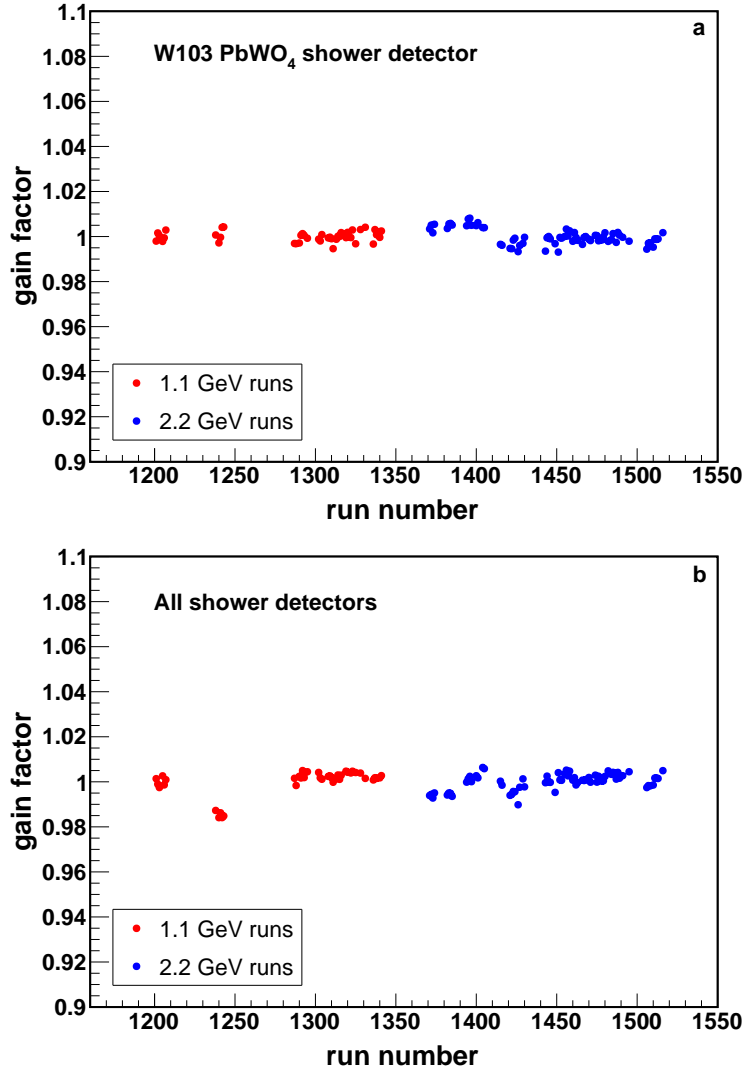 a
W103 PbWO₄ shower detector
gain factor
1.1
1.08
1.06
1.04
1.02
1
0.98
0.96
0.94
0.92
0.9
1.1 GeV runs
2.2 GeV runs
1200 1250 1300 1350 1400 1450 1500 1550
run number
b
All shower detectors
gain factor
1.1
1.08
1.06
1.04
1.02
1
0.98
0.96
0.94
0.92
0.9
1.1 GeV runs
2.2 GeV runs
1200 1250 1300 1350 1400 1450 1500 1550
run number